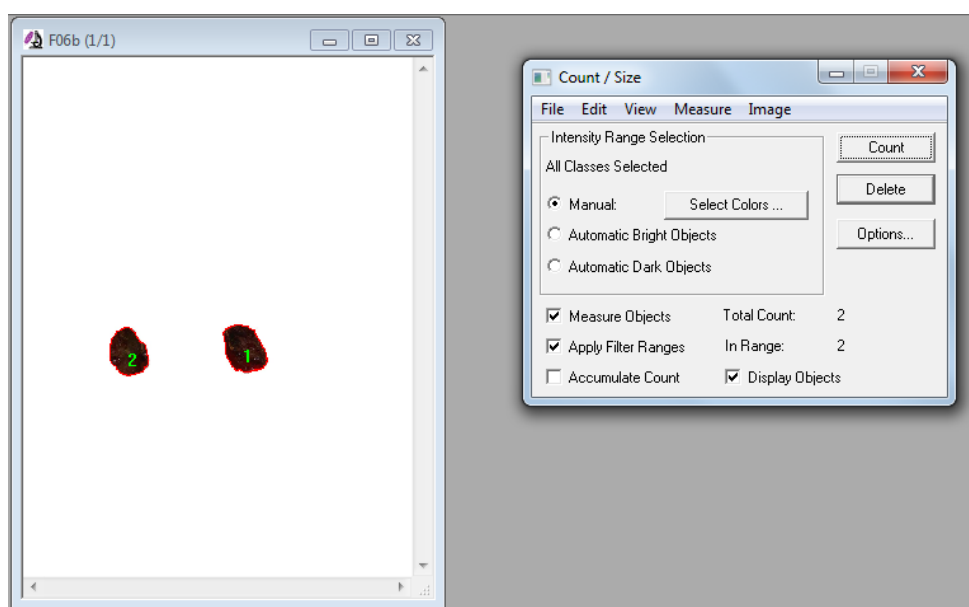 F06b (1/1)
2
1
Count / Size
File Edit View Measure Image
Intensity Range Selection
All Classes Selected
Manual: Select Colors ...
Automatic Bright Objects
Automatic Dark Objects
Count
Delete
Options...
Measure Objects Total Count: 2
Apply Filter Ranges In Range: 2
Accumulate Count Display Objects